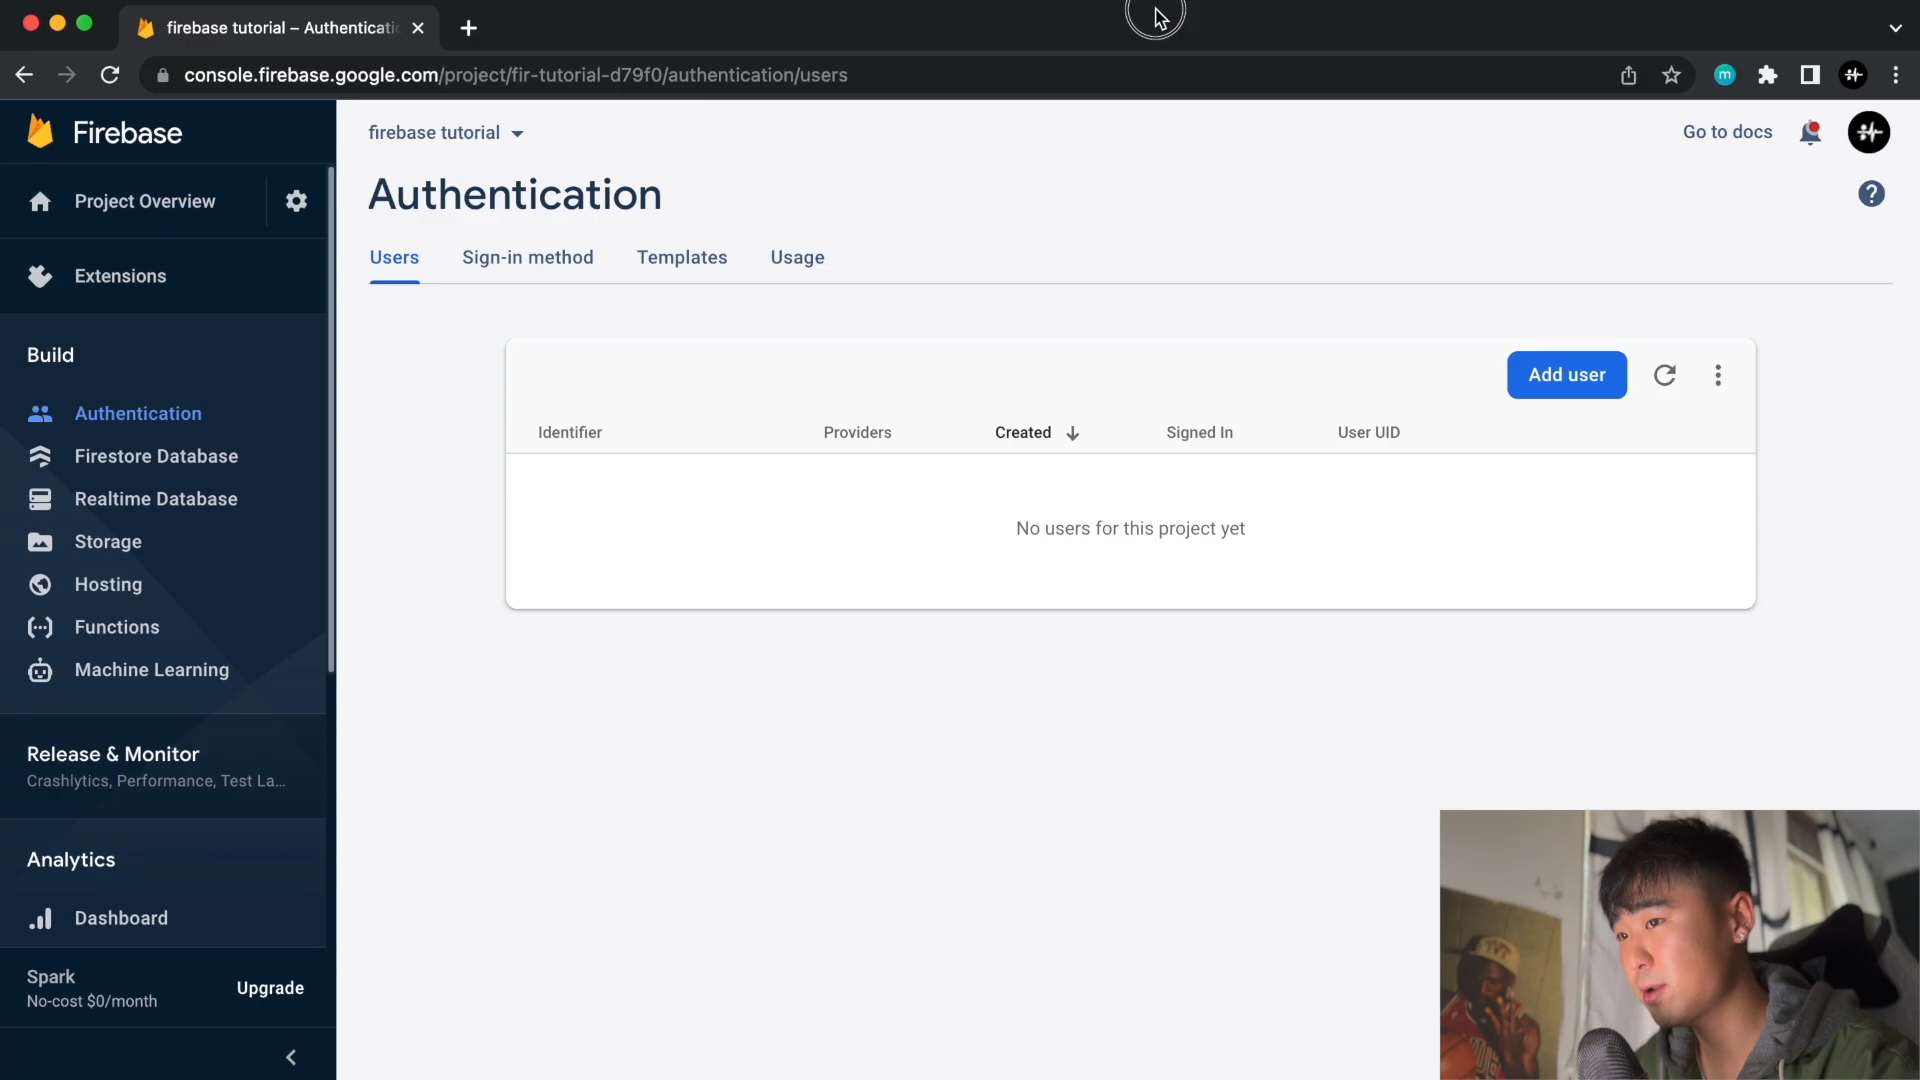 firebase tutorial – Authenticati
console.firebase.google.com/project/fir-tutorial-d79f0/authentication/users
m
Firebase
firebase tutorial
Go to docs
Project Overview
Authentication
Users
Sign-in method
Templates
Usage
Extensions
Build
Authentication
Firestore Database
Realtime Database
Storage
Hosting
Functions
Machine Learning
Add user
Identifier
Providers
Created
Signed In
User UID
No users for this project yet
Release & Monitor
Crashlytics, Performance, Test La...
Analytics
Dashboard
Spark
No-cost $0/month
Upgrade